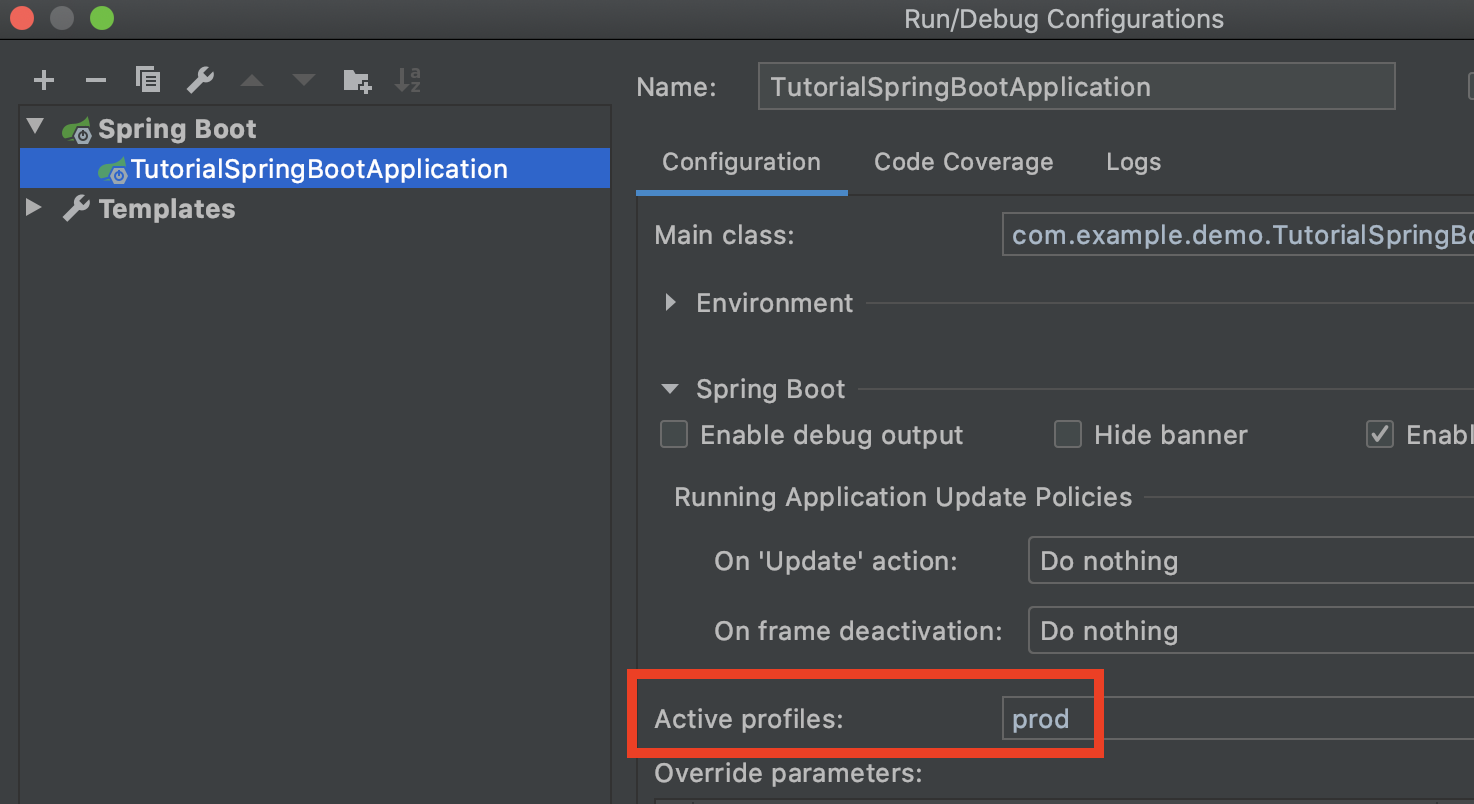 Run/Debug Configurations
Name: TutorialSpringBootApplication
Spring Boot
TutorialSpringBootApplication
Templates
Configuration Code Coverage Logs
Main class: com.example.demo.TutorialSpringBo
Environment
Spring Boot
Enable debug output Hide banner Enabl
Running Application Update Policies
On 'Update' action: Do nothing
On frame deactivation: Do nothing
Active profiles: prod
Override parameters: